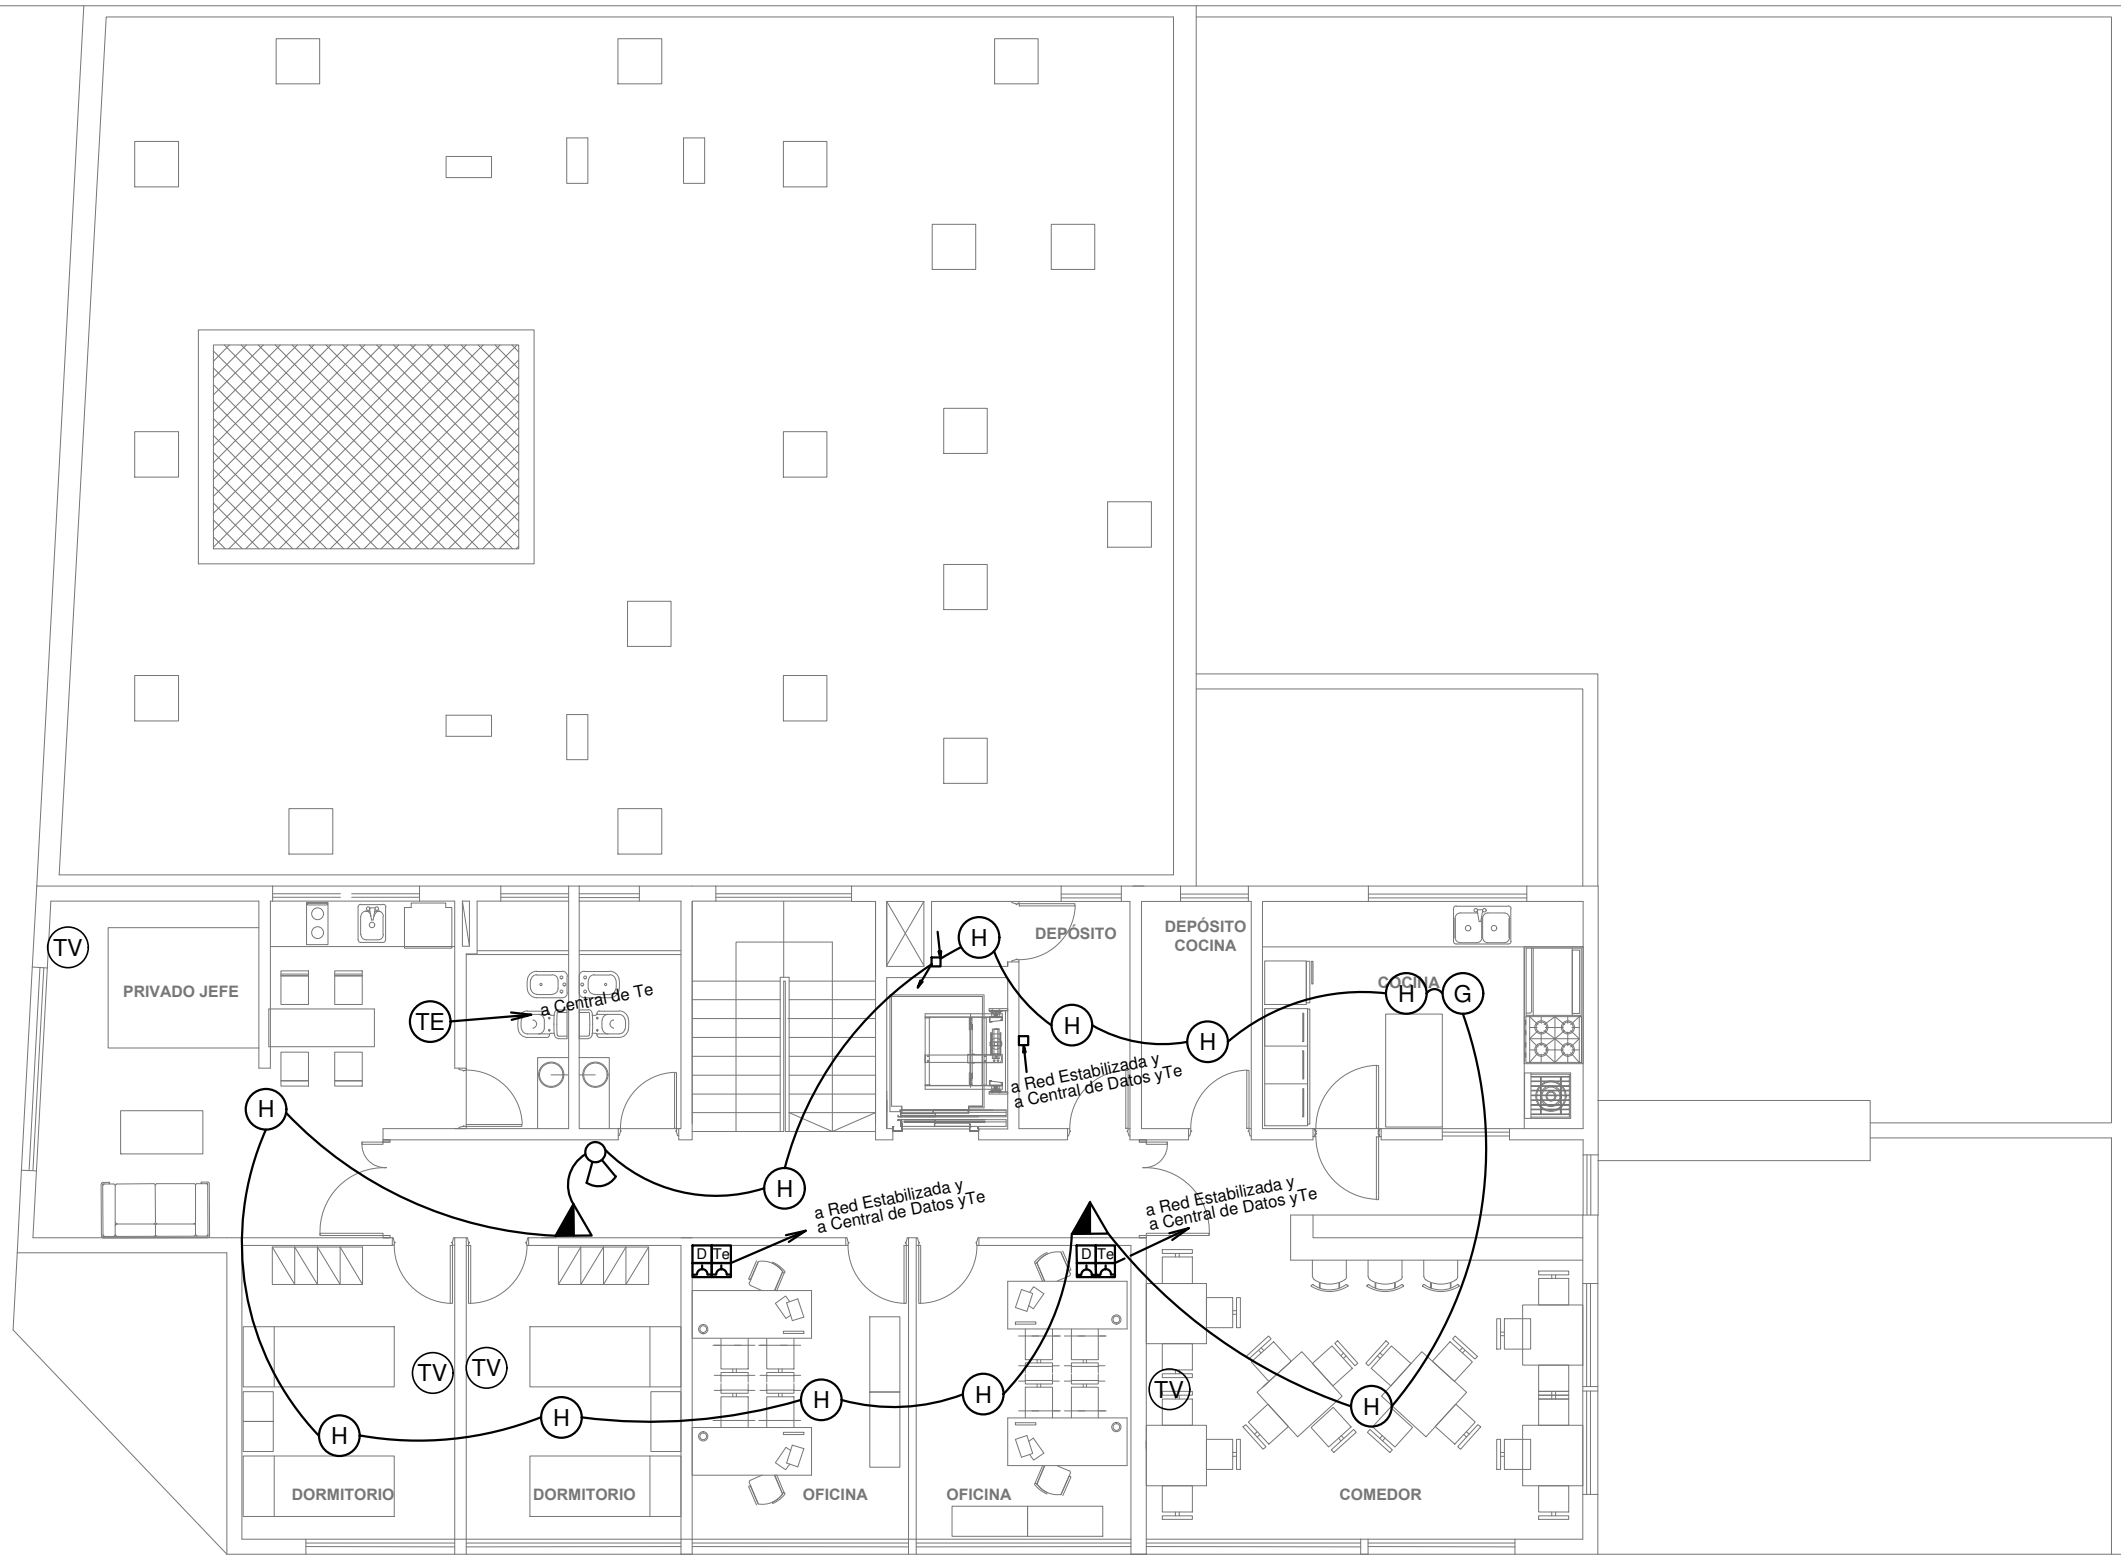 H
DEPÓSITO
DEPÓSITO
COCINA
TV
PRIVADO JEFE
COCINA
H
G
a Central de Te
TE
H
H
a Red Estabilizada y
a Central de Datos yTe
H
H
a Red Estabilizada y
a Central de Datos yTe
a Red Estabilizada y
a Central de Datos yTe
D Te
D Te
TV
TV
TV
H
H
H
H
H
DORMITORIO
DORMITORIO
OFICINA
OFICINA
COMEDOR